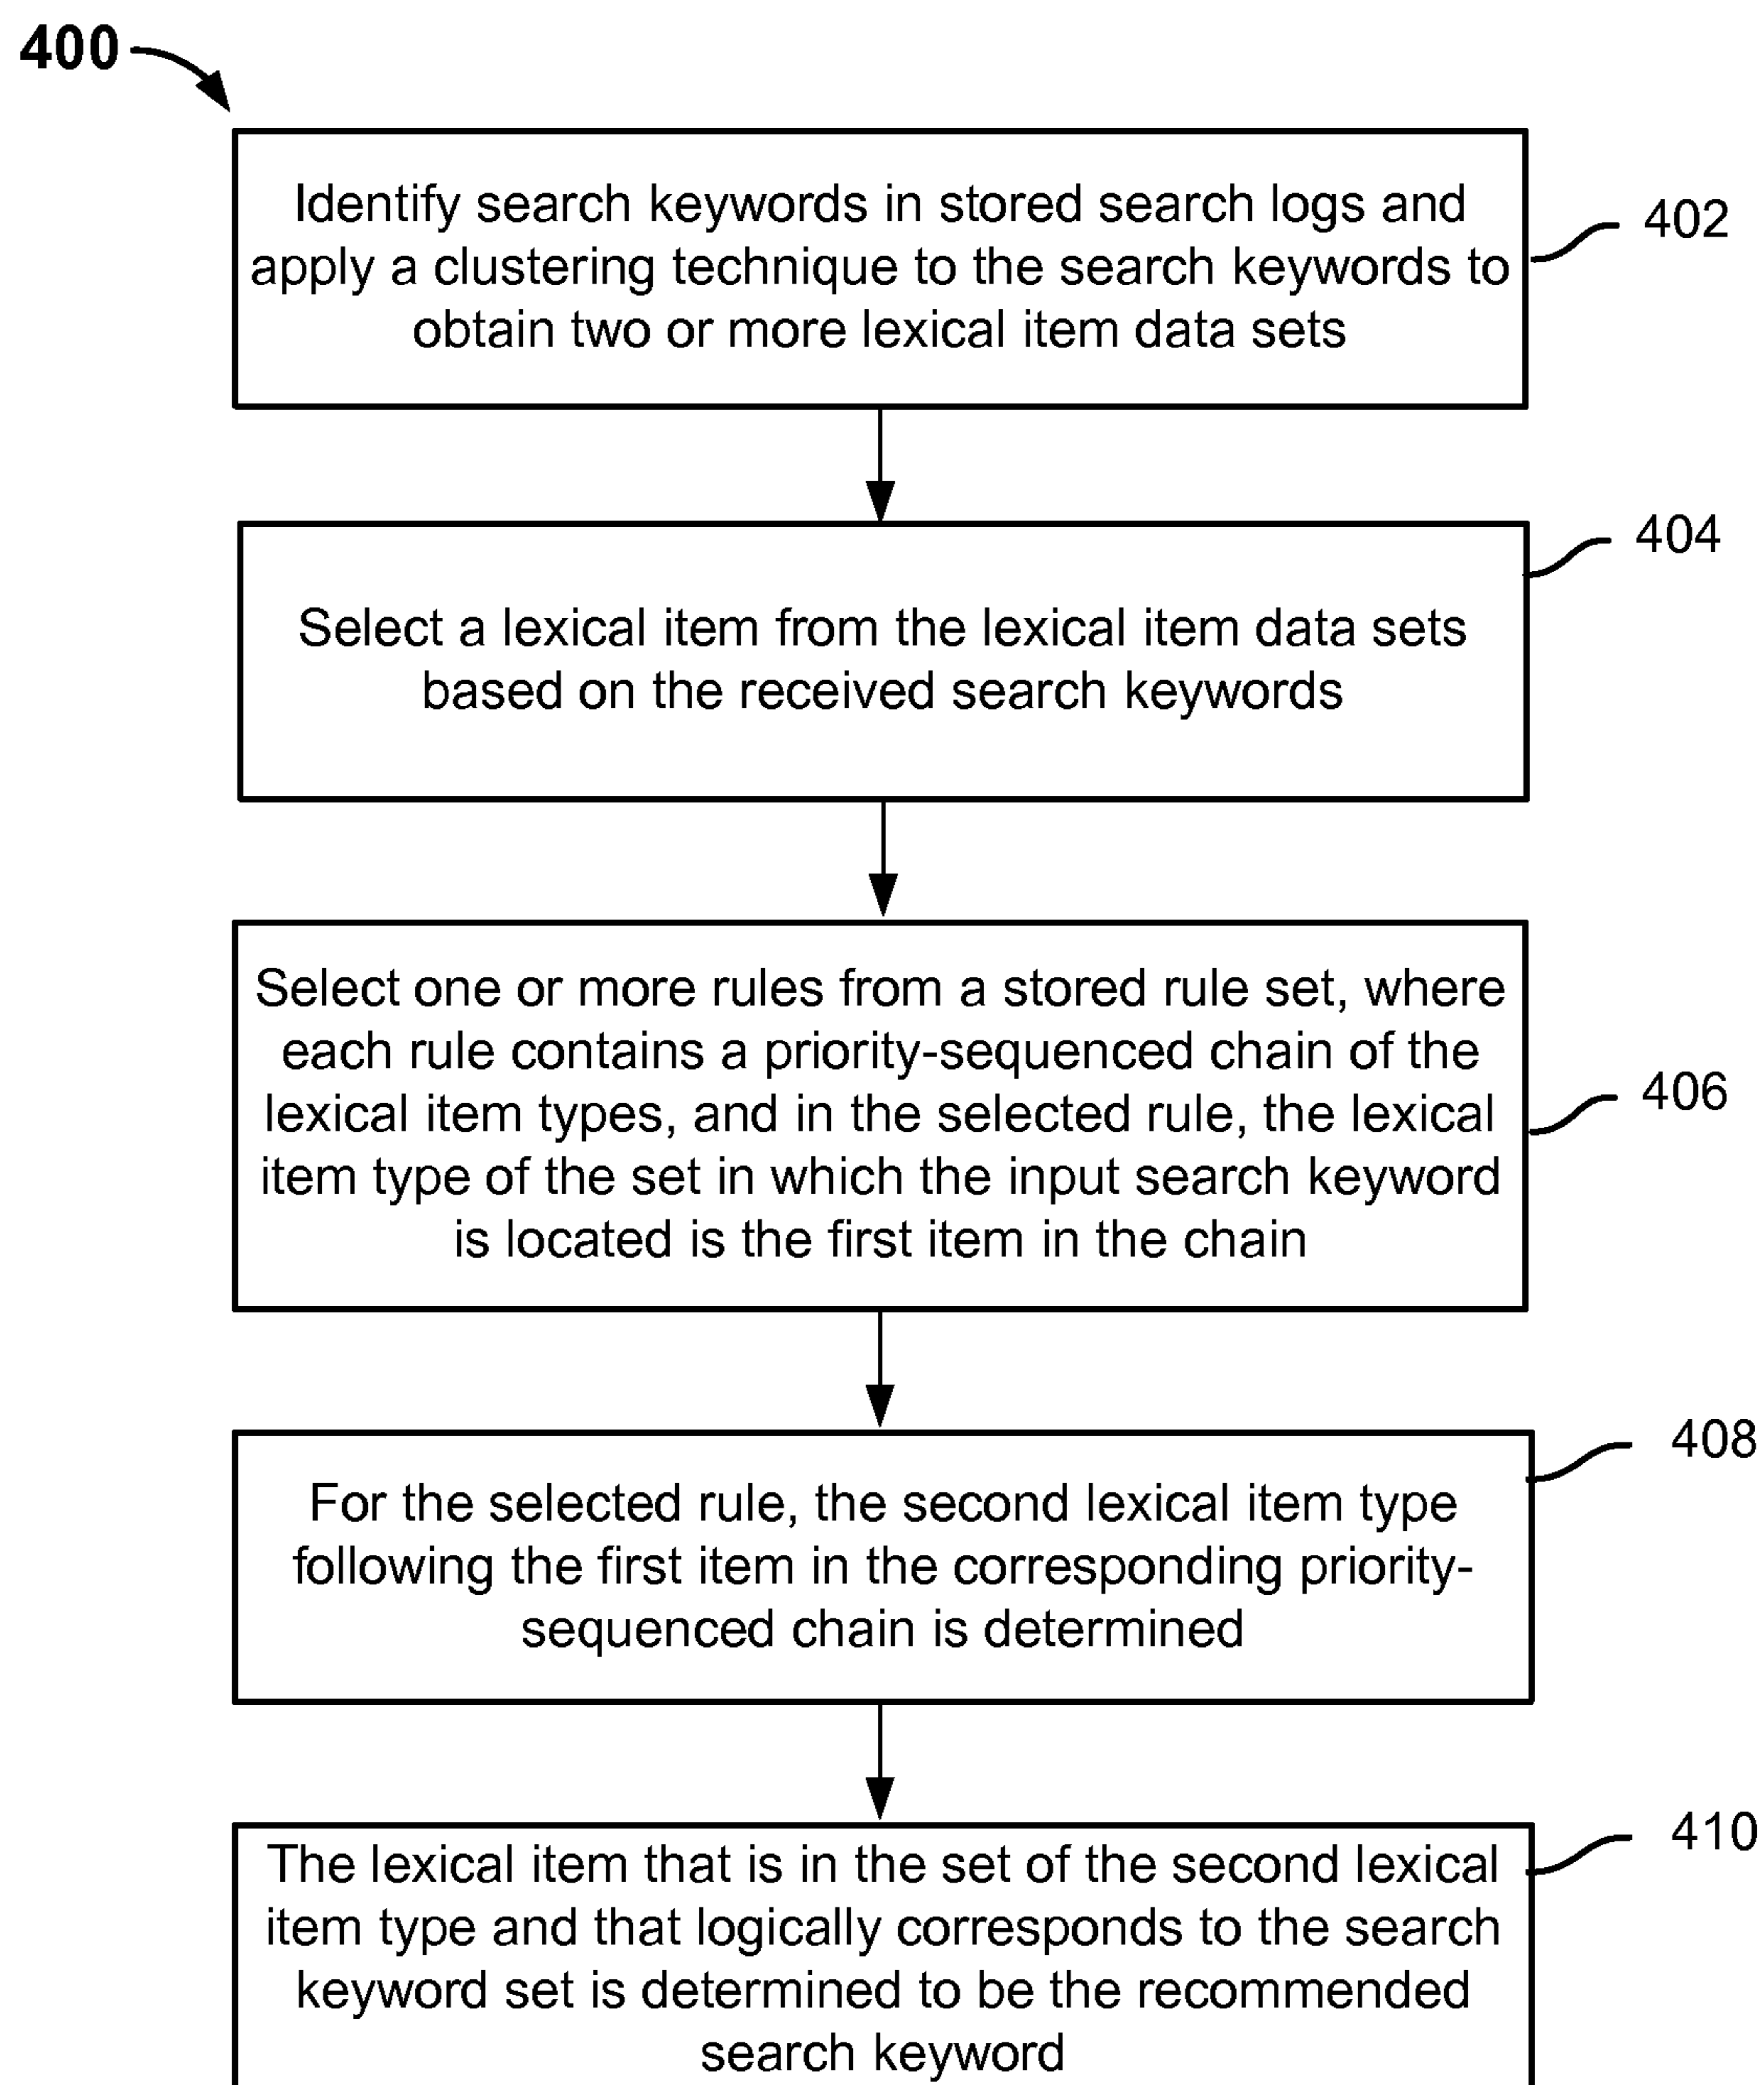 400
Identify search keywords in stored search logs and
apply a clustering technique to the search keywords to
obtain two or more lexical item data sets
402
Select a lexical item from the lexical item data sets
based on the received search keywords
404
Select one or more rules from a stored rule set, where
each rule contains a priority-sequenced chain of the
lexical item types, and in the selected rule, the lexical
item type of the set in which the input search keyword
is located is the first item in the chain
406
For the selected rule, the second lexical item type
following the first item in the corresponding priority-
sequenced chain is determined
408
The lexical item that is in the set of the second lexical
item type and that logically corresponds to the search
keyword set is determined to be the recommended
search keyword
410